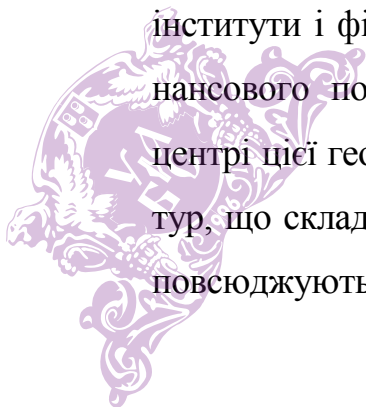 інститути і фі
нансового по
центрі цієї гео
тур, що склад
повсюджують